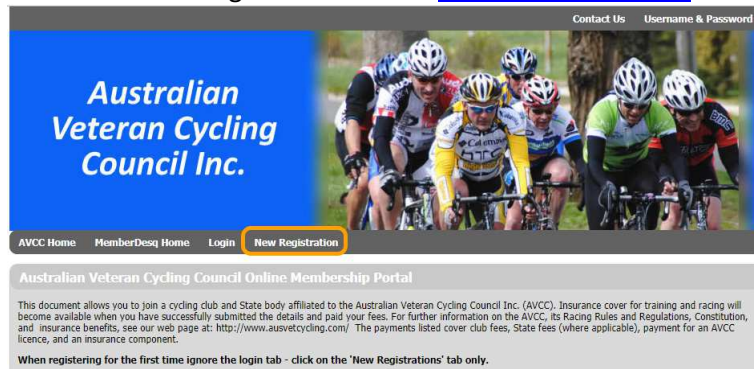 Contact Us Username & Password
Australian
Veteran Cycling
Council Inc.
AVCC Home MemberDesq Home Login New Registration
Australian Veteran Cycling Council Online Membership Portal
This document allows you to join a cycling club and State body affiliated to the Australian Veteran Cycling Council Inc. (AVCC). Insurance cover for training and racing will
become available when you have successfully submitted the details and paid your fees. For further information on the AVCC, its Racing Rules and Regulations, Constitution,
and insurance benefits, see our web page at: http://www.ausvetcycling.com/ The payments listed cover club fees, State fees (where applicable), payment for an AVCC
licence, and an insurance component.
When registering for the first time ignore the login tab - click on the 'New Registrations' tab only.